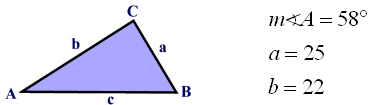 C
b
a
A
c
B
m∢A = 58°
a = 25
b = 22